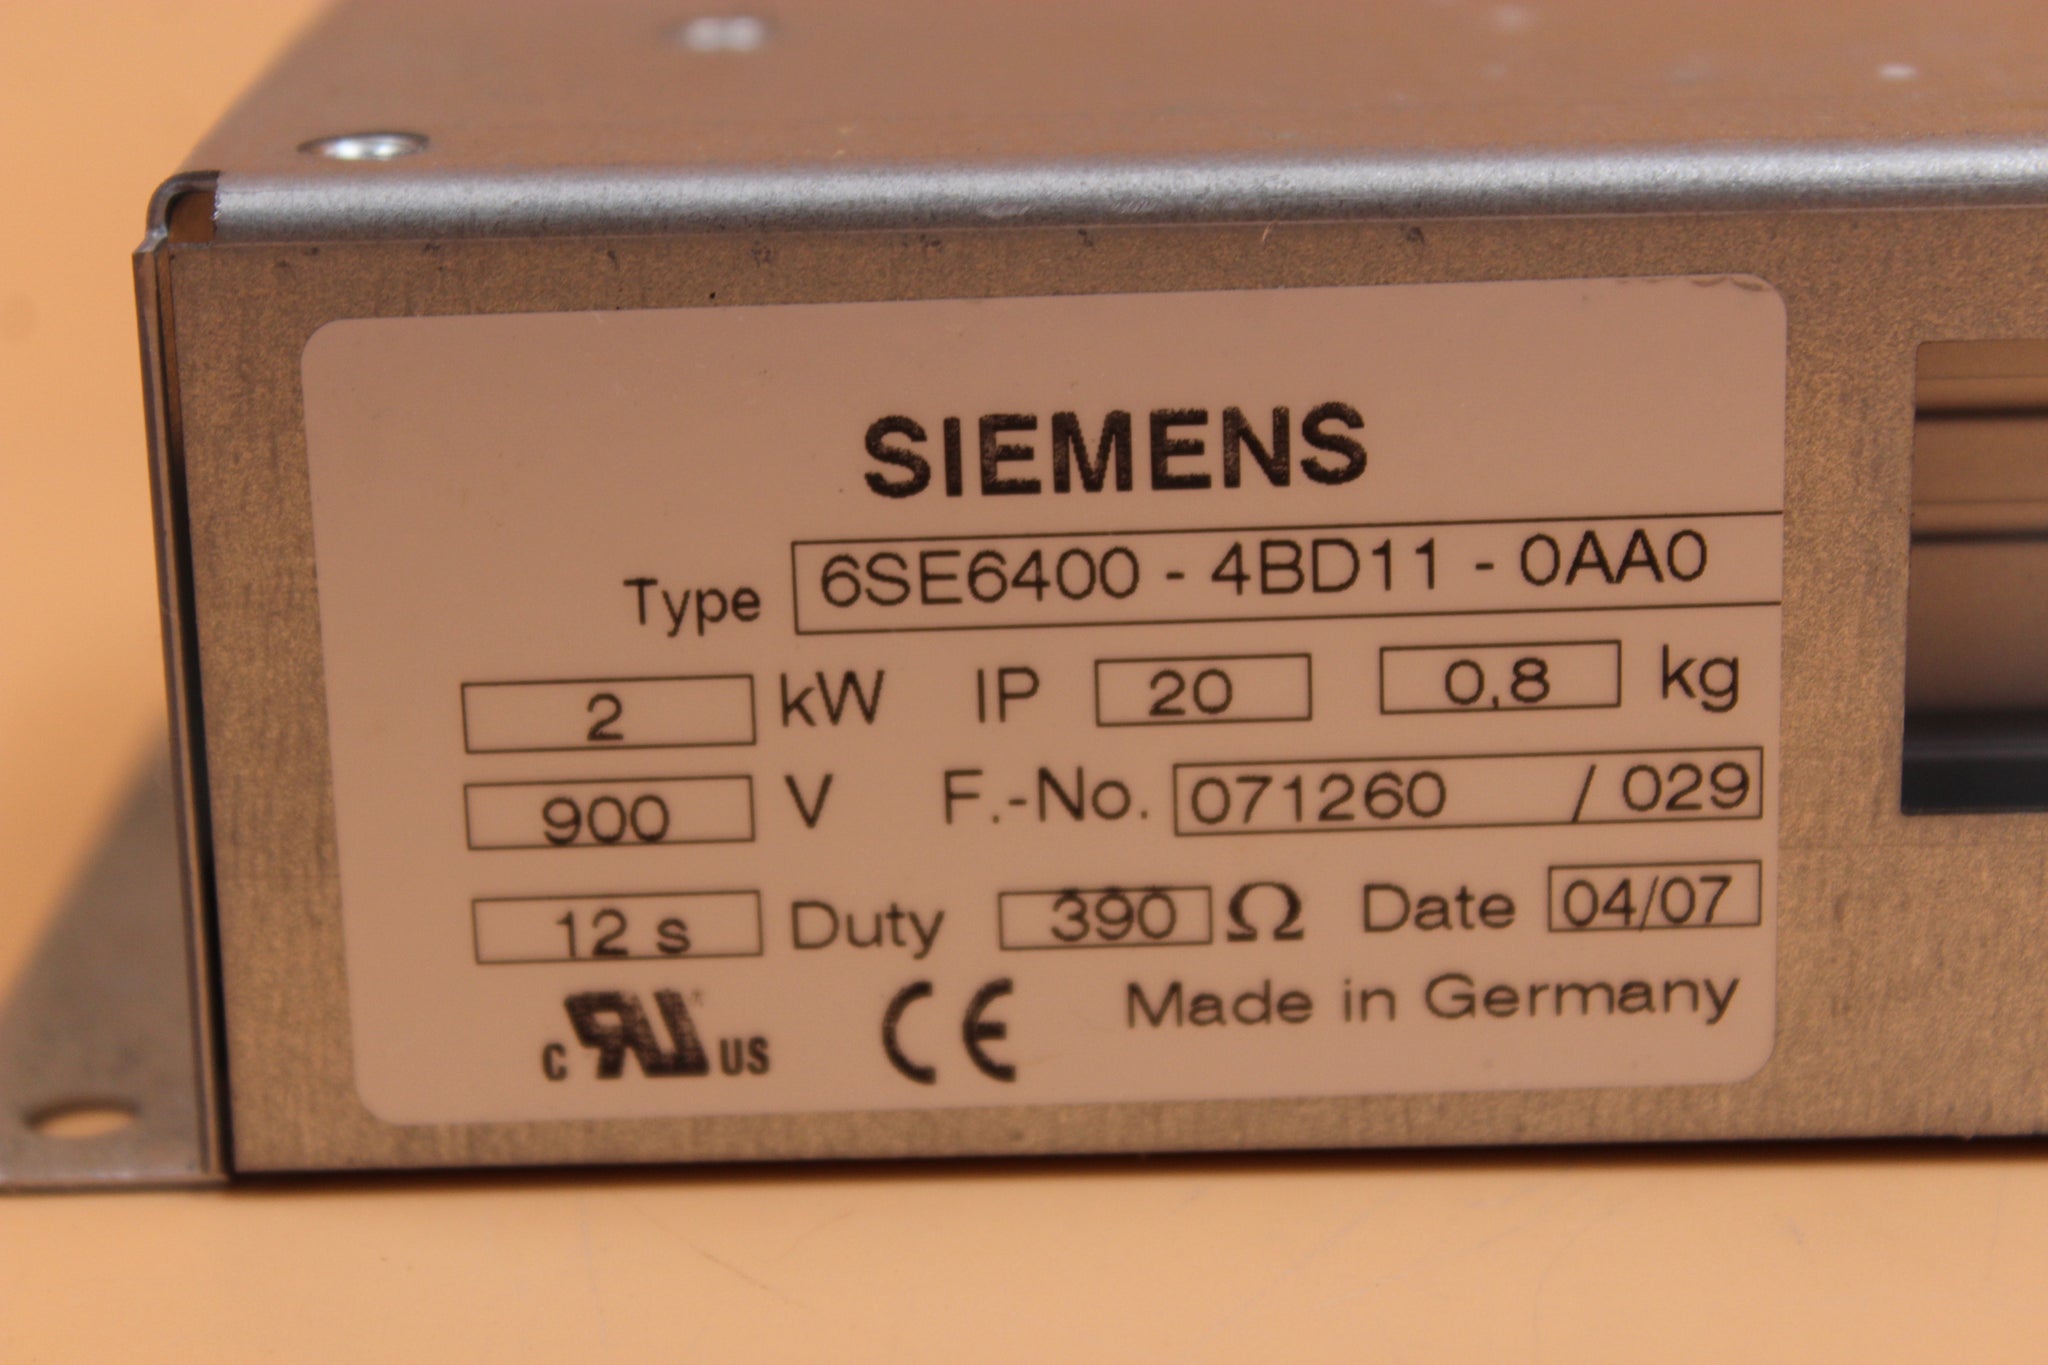 SIEMENS
Type 6SE6400 - 4BD11 - 0AA0
2 kW IP 20 0,8 kg
900 V F.-No. 071260 / 029
12 s Duty 390 Ω Date 04/07
c RU US CE Made in Germany